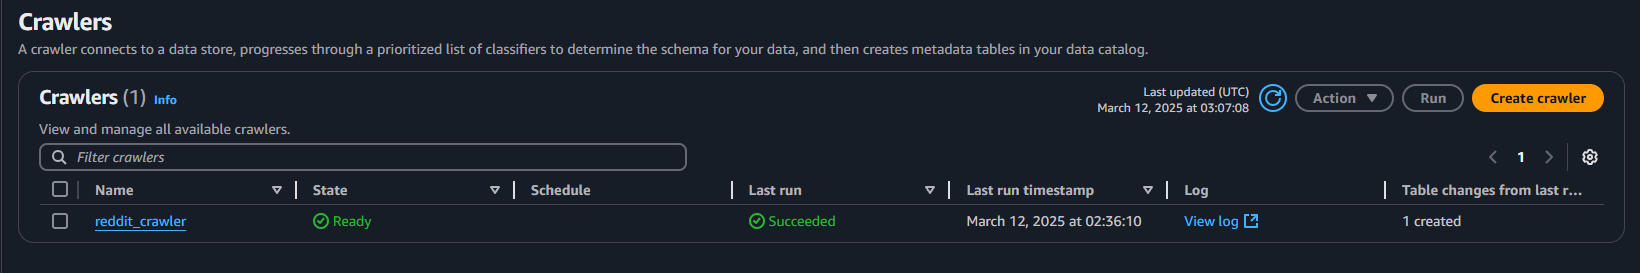 Crawlers
A crawler connects to a data store, progresses through a prioritized list of classifiers to determine the schema for your data, and then creates metadata tables in your data catalog.
Crawlers (1) Info
Last updated (UTC)
March 12, 2025 at 03:07:08
Action
Run
Create crawler
View and manage all available crawlers.
Filter crawlers
1
Name State Schedule Last run Last run timestamp Log Table changes from last r...
reddit_crawler Ready Succeeded March 12, 2025 at 02:36:10 View log 1 created